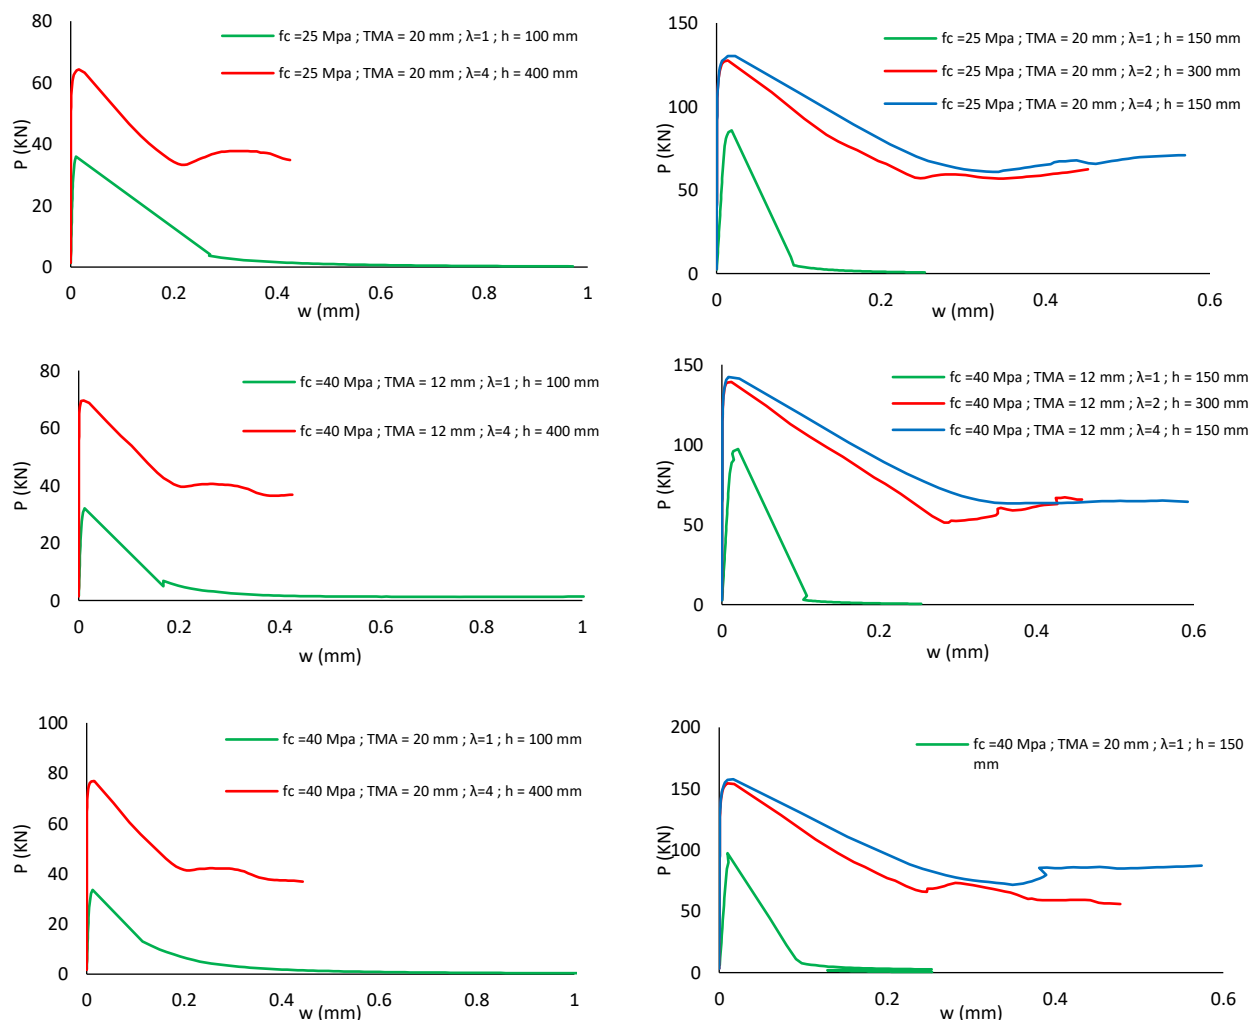 80
60
40
20
0
P (KN)
fc =25 Mpa ; TMA = 20 mm ; λ=1 ; h = 100 mm
fc =25 Mpa ; TMA = 20 mm ; λ=4 ; h = 400 mm
0 0.2 0.4 0.6 0.8 1
w (mm)
150
100
50
0
P (KN)
fc =25 Mpa ; TMA = 20 mm ; λ=1 ; h = 150 mm
fc =25 Mpa ; TMA = 20 mm ; λ=2 ; h = 300 mm
fc =25 Mpa ; TMA = 20 mm ; λ=4 ; h = 150 mm
0 0.2 0.4 0.6
w (mm)
80
60
40
20
0
P (KN)
fc =40 Mpa ; TMA = 12 mm ; λ=1 ; h = 100 mm
fc =40 Mpa ; TMA = 12 mm ; λ=4 ; h = 400 mm
0 0.2 0.4 0.6 0.8 1
w (mm)
150
100
50
0
P (KN)
fc =40 Mpa ; TMA = 12 mm ; λ=1 ; h = 150 mm
fc =40 Mpa ; TMA = 12 mm ; λ=2 ; h = 300 mm
fc =40 Mpa ; TMA = 12 mm ; λ=4 ; h = 150 mm
0 0.2 0.4 0.6
w (mm)
100
80
60
40
20
0
P (KN)
fc =40 Mpa ; TMA = 20 mm ; λ=1 ; h = 100 mm
fc =40 Mpa ; TMA = 20 mm ; λ=4 ; h = 400 mm
0 0.2 0.4 0.6 0.8 1
w (mm)
200
150
100
50
0
P (KN)
fc =40 Mpa ; TMA = 20 mm ; λ=1 ; h = 150
mm
0 0.2 0.4 0.6
w (mm)